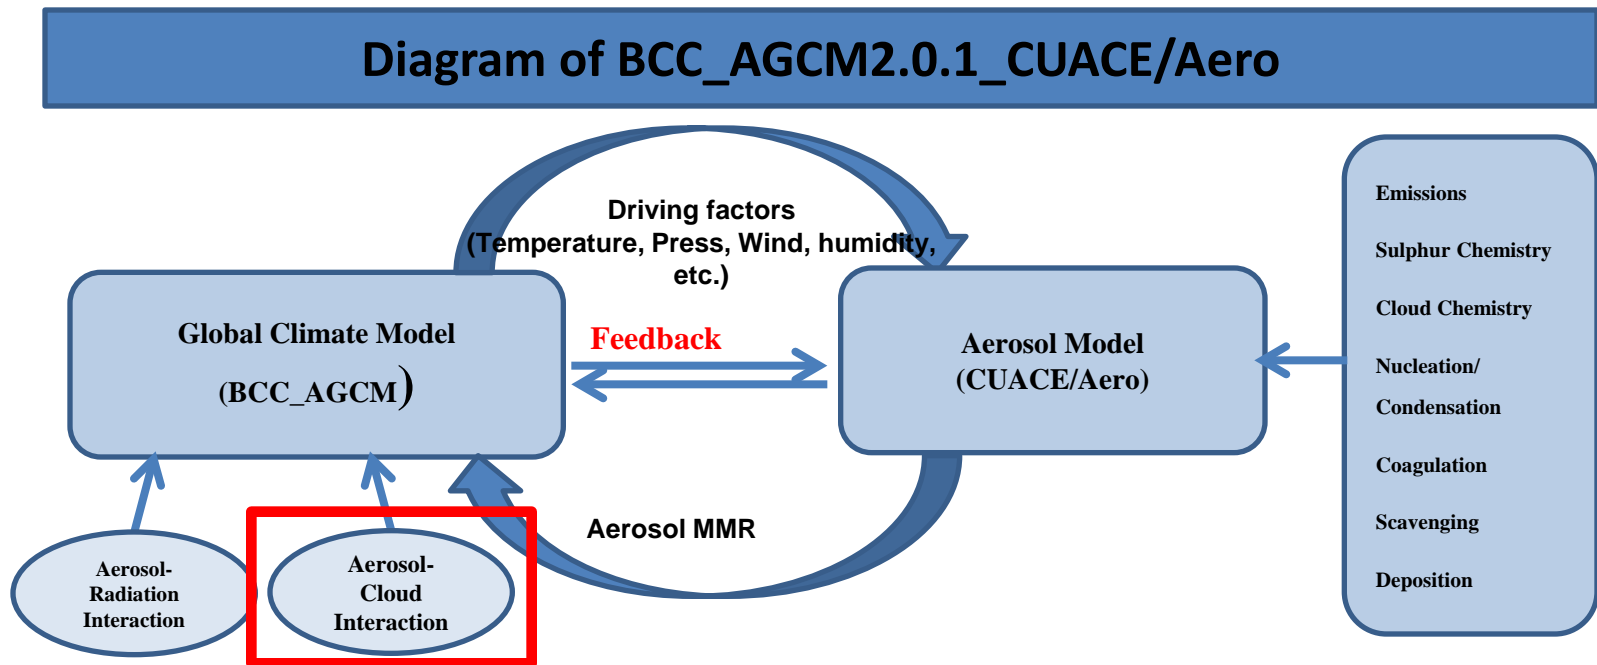 Diagram of BCC_AGCM2.0.1_CUACE/Aero
Driving factors
(Temperature, Press, Wind, humidity,
etc.)
Global Climate Model
(BCC_AGCM)
Feedback
Aerosol Model
(CUACE/Aero)
Emissions
Sulphur Chemistry
Cloud Chemistry
Nucleation/
Condensation
Coagulation
Scavenging
Deposition
Aerosol MMR
Aerosol-
Radiation
Interaction
Aerosol-
Cloud
Interaction